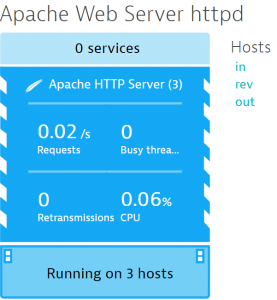 Apache Web Server httpd
0 services
Hosts
in
rev
out
Apache HTTP Server (3)
0.02 /s
Requests
0
Busy threa...
0
Retransmissions
0.06%
CPU
Running on 3 hosts